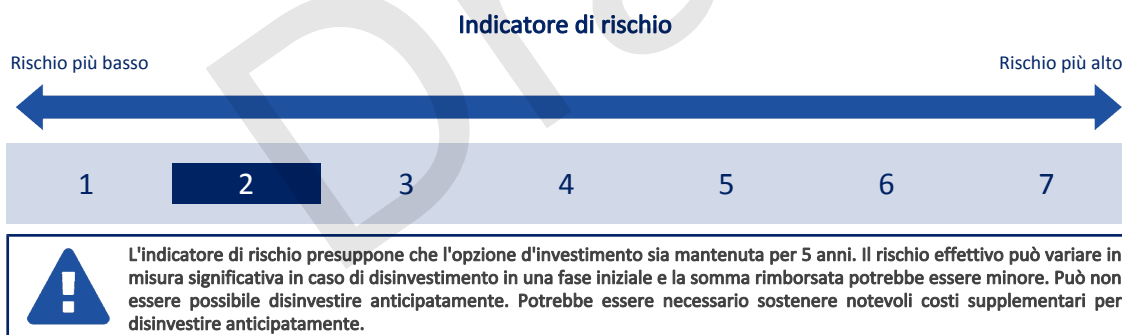 Indicatore di rischio
Rischio più basso
Rischio più alto
1 2 3 4 5 6 7
L'indicatore di rischio presuppone che l'opzione d'investimento sia mantenuta per 5 anni. Il rischio effettivo può variare in
misura significativa in caso di disinvestimento in una fase iniziale e la somma rimborsata potrebbe essere minore. Può non
essere possibile disinvestire anticipatamente. Potrebbe essere necessario sostenere notevoli costi supplementari per
disinvestire anticipatamente.